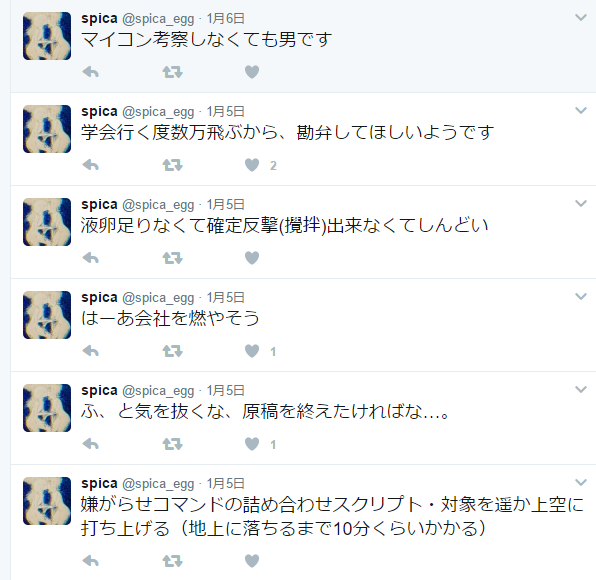 spica @spica_egg · 1月6日
マイコン考察しなくても男です
spica @spica_egg · 1月5日
学会行く度数万飛ぶから、勘弁してほしいようです
2
spica @spica_egg · 1月5日
液卵足りなくて確定反撃(攪拌)出来なくてしんどい
spica @spica_egg · 1月5日
はーあ会社を燃やそう
1
spica @spica_egg · 1月5日
ふ、と気を抜くな、原稿を終えたければな…。
1
spica @spica_egg · 1月5日
嫌がらせコマンドの詰め合わせスクリプト・対象を遥か上空に
打ち上げる（地上に落ちるまで10分くらいかかる）